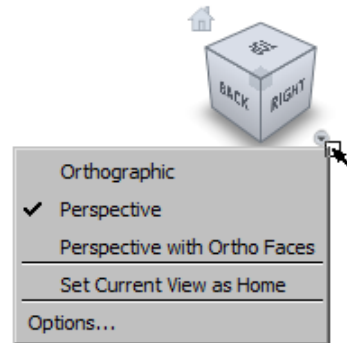 TOP
BACK RIGHT
Orthographic
Perspective
Perspective with Ortho Faces
Set Current View as Home
Options...